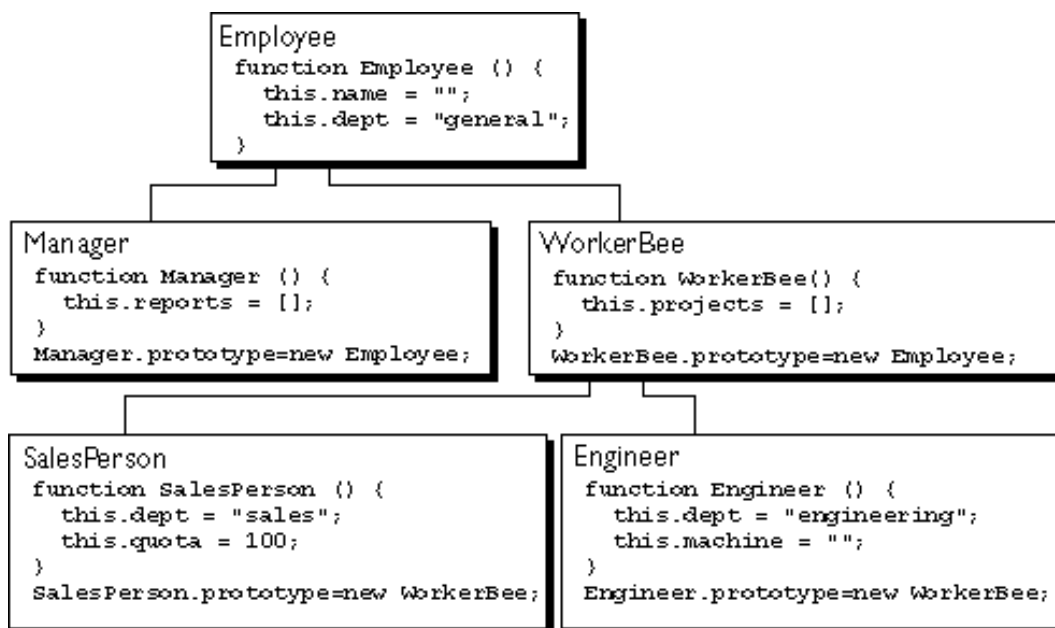 Employee
function Employee () {
this.name = "";
this.dept = "general";
}
Manager
function Manager () {
this.reports = [];
}
Manager.prototype=new Employee;
WorkerBee
function WorkerBee() {
this.projects = [];
}
WorkerBee.prototype=new Employee;
SalesPerson
function SalesPerson () {
this.dept = "sales";
this.quota = 100;
}
SalesPerson.prototype=new WorkerBee;
Engineer
function Engineer () {
this.dept = "engineering";
this.machine = "";
}
Engineer.prototype=new WorkerBee;